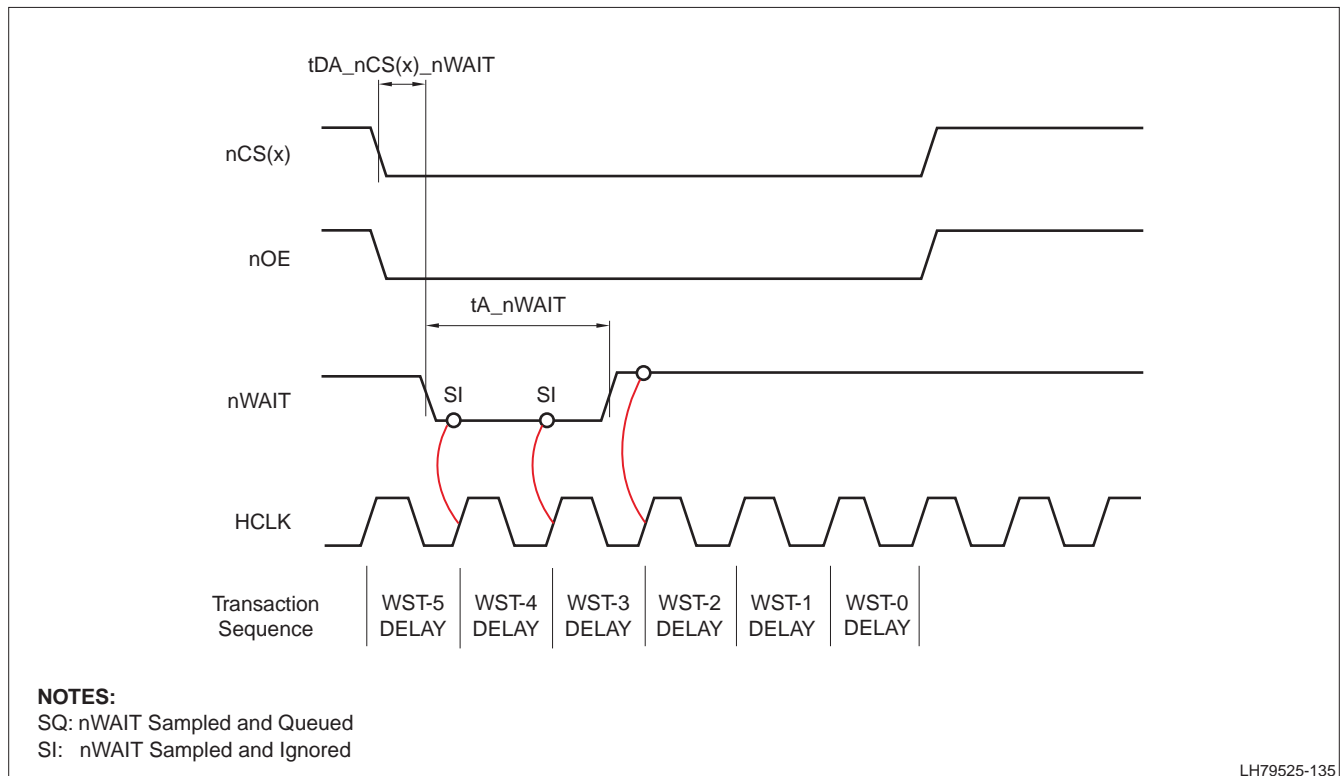 tDA_nCS(x)_nWAIT
nCS(x)
nOE
tA_nWAIT
nWAIT
SI
SI
HCLK
Transaction
Sequence
WST-5
DELAY
WST-4
DELAY
WST-3
DELAY
WST-2
DELAY
WST-1
DELAY
WST-0
DELAY
NOTES:
SQ: nWAIT Sampled and Queued
SI: nWAIT Sampled and Ignored
LH79525-135